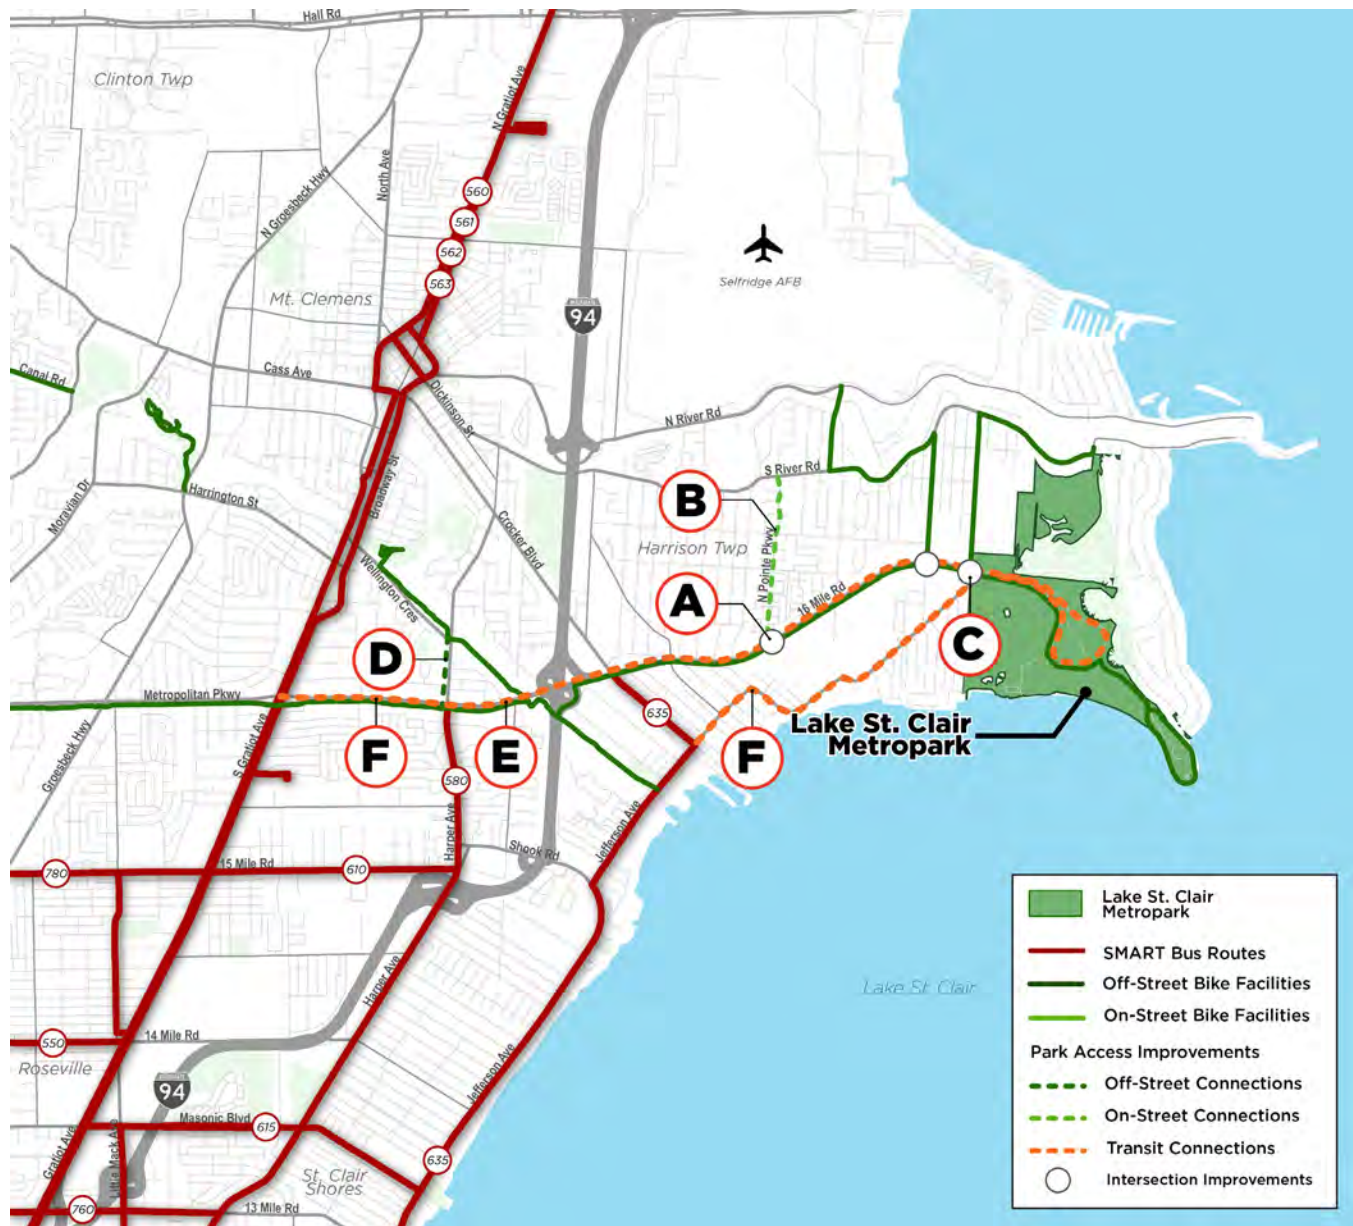 Hall Rd
Clinton Twp
N Gratiot Ave
North Ave
N Groesbeck Hwy
560
561
562
563
Selfridge AFB
Mt. Clemens
94
Canal Rd
Cass Ave
Dickinson St
N River Rd
S River Rd
Moravian Dr
Harrington St
Broadway St
Crocker Blvd
B
Harrison Twp
N Pointe Pkwy
Wellington Cres
A
16 Mile Rd
C
D
Metropolitan Pkwy
635
Groesbeck Hwy
S Gratiot Ave
F
E
F
Lake St. Clair
Metropark
580
Harper Ave
Shook Rd
Jefferson Ave
780
15 Mile Rd
610
Harper Ave
Lake St. Clair
550
14 Mile Rd
Roseville
94
Jefferson Ave
Masonic Blvd
615
Gratiot Ave
Little Mack Ave
St. Clair
Shores
635
760
13 Mile Rd
Lake St. Clair
Metropark
SMART Bus Routes
Off-Street Bike Facilities
On-Street Bike Facilities
Park Access Improvements
Off-Street Connections
On-Street Connections
Transit Connections
Intersection Improvements